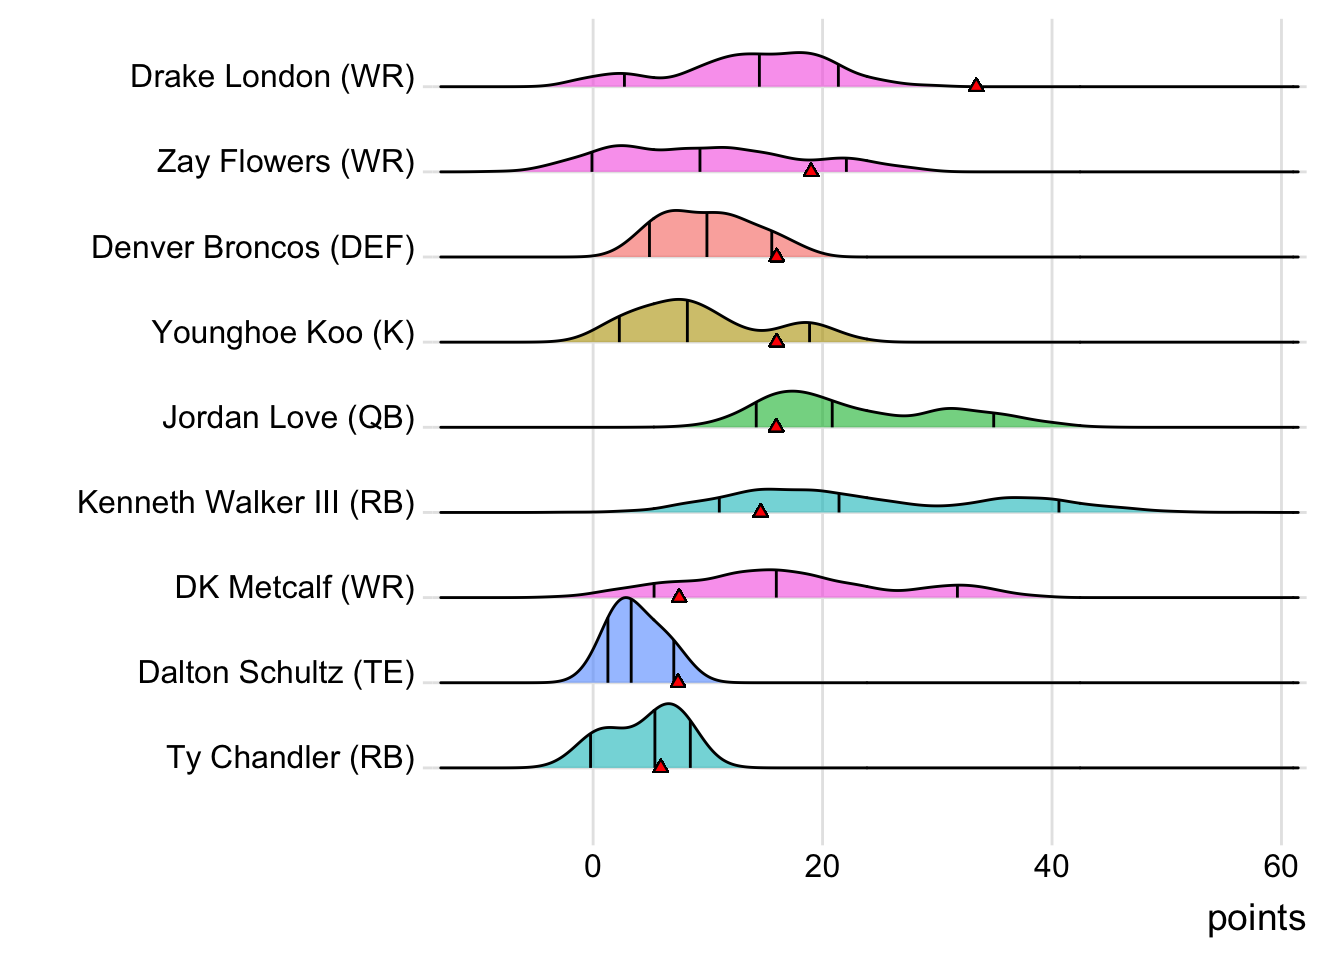 Drake London (WR)
Zay Flowers (WR)
Denver Broncos (DEF)
Younghoe Koo (K)
Jordan Love (QB)
Kenneth Walker III (RB)
DK Metcalf (WR)
Dalton Schultz (TE)
Ty Chandler (RB)
0 20 40 60
points